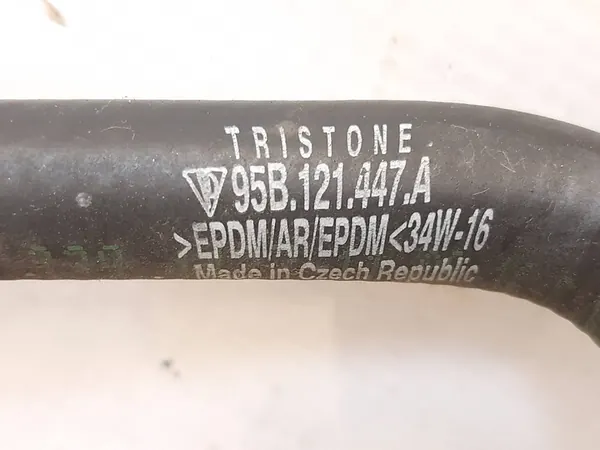 TRISTONE
95B.121.447.A
>EPDM/AR/EPDM<34W-16
Made in Czech Republic